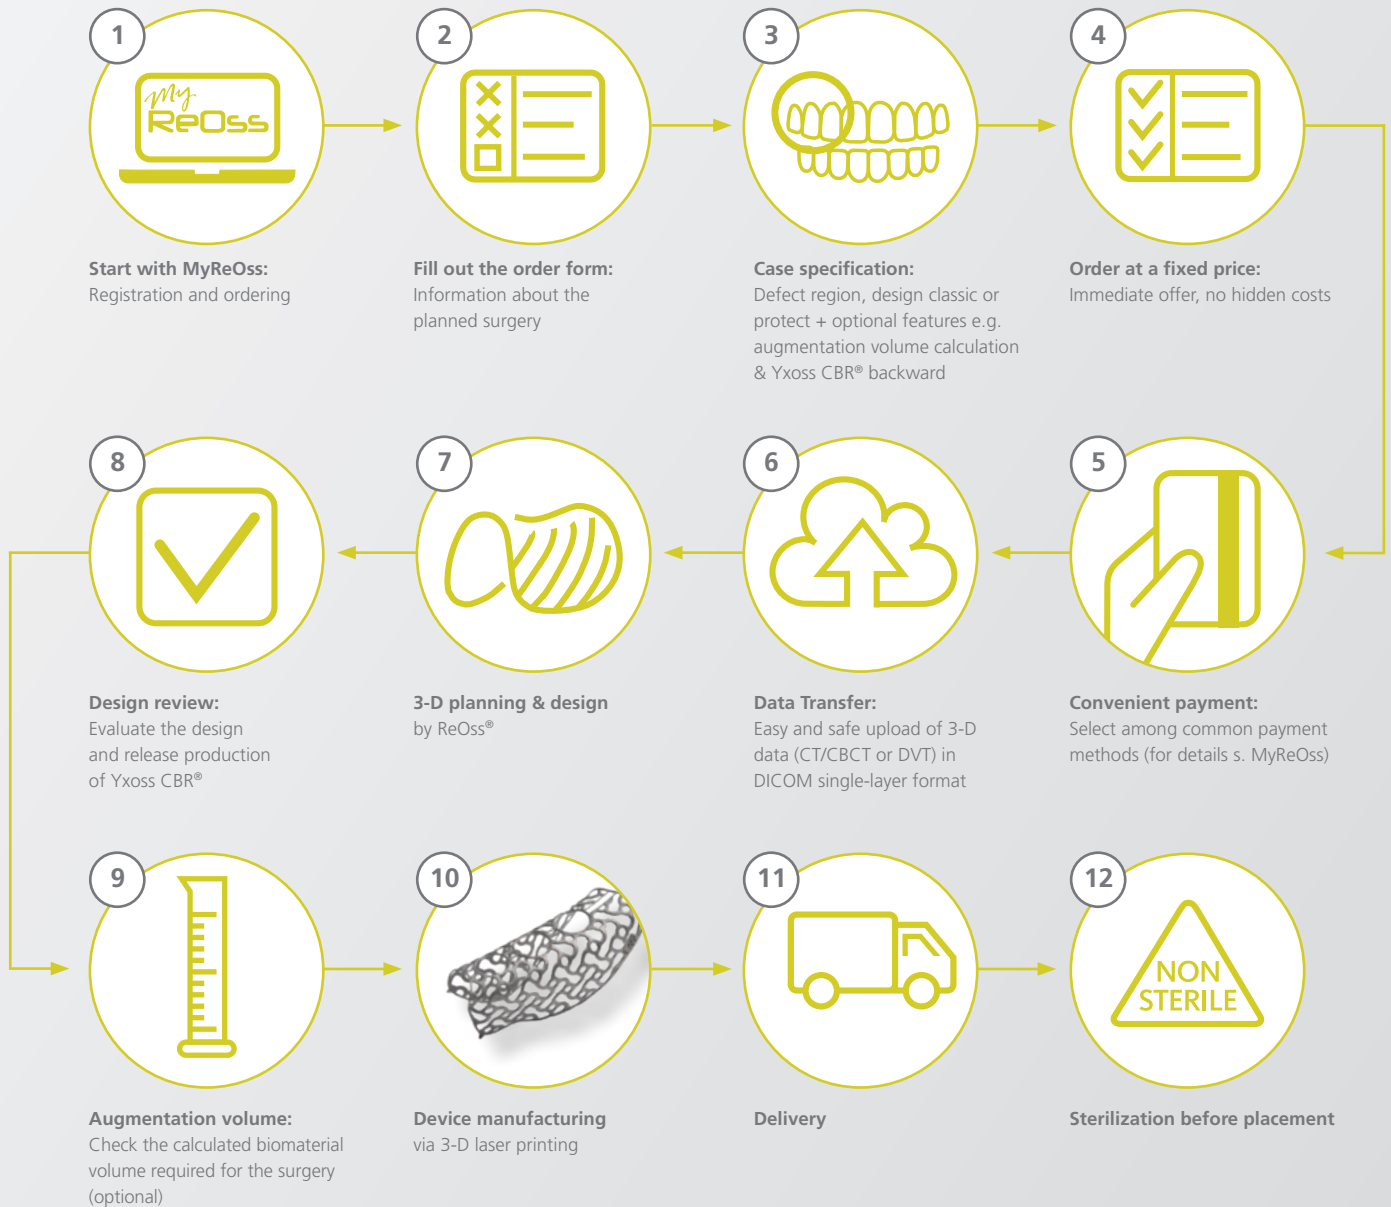 1
My
ReOss
Start with MyReOss:
Registration and ordering
2
Fill out the order form:
Information about the
planned surgery
3
Case specification:
Defect region, design classic or
protect + optional features e.g.
augmentation volume calculation
& Yxoss CBR® backward
4
Order at a fixed price:
Immediate offer, no hidden costs
5
Convenient payment:
Select among common payment
methods (for details s. MyReOss)
6
Data Transfer:
Easy and safe upload of 3-D
data (CT/CBCT or DVT) in
DICOM single-layer format
7
3-D planning & design
by ReOss®
8
Design review:
Evaluate the design
and release production
of Yxoss CBR®
9
Augmentation volume:
Check the calculated biomaterial
volume required for the surgery
(optional)
10
Device manufacturing
via 3-D laser printing
11
Delivery
12
NON
STERILE
Sterilization before placement